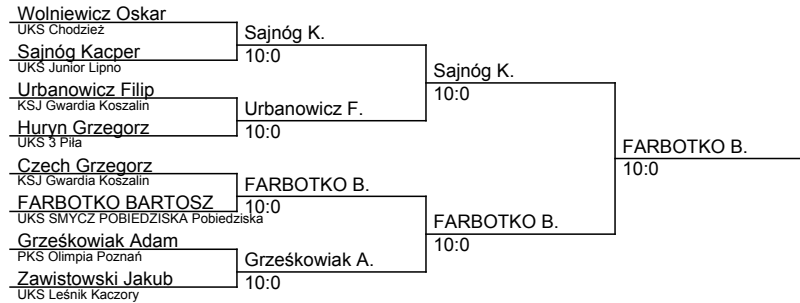 Wolniewicz Oskar
UKS Chodzież
Sajnóg Kacper
UKS Junior Lipno
Urbanowicz Filip
KSJ Gwardia Koszalin
Huryn Grzegorz
UKS 3 Piła
Czech Grzegorz
KSJ Gwardia Koszalin
FARBOTKO BARTOSZ
UKS SMYCZ POBIEDZISKA Pobiedziska
Grześkowiak Adam
PKS Olimpia Poznań
Zawistowski Jakub
UKS Leśnik Kaczory
Sajnóg K.
10:0
Urbanowicz F.
10:0
FARBOTKO B.
10:0
Grześkowiak A.
10:0
Sajnóg K.
10:0
FARBOTKO B.
10:0
FARBOTKO B.
10:0